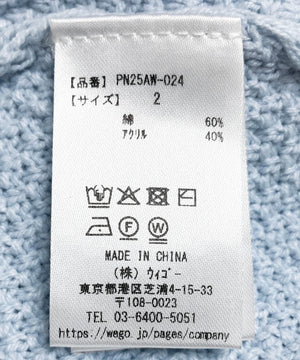 【品番】 PN25AW-024
【サイズ】 2
綿 60%
アクリル 40%
P F W
MADE IN CHINA
(株) ウィゴー
東京都港区芝浦4-15-33
〒108-0023
TEL 03-6400-5051
https://wego.jp/pages/company